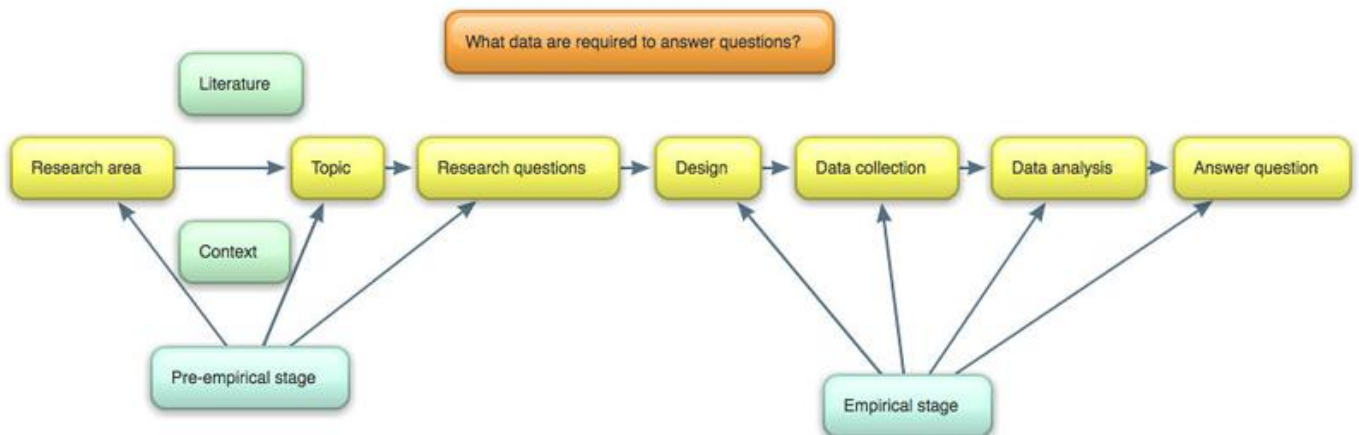 What data are required to answer questions?
Literature
Research area
Topic
Research questions
Design
Data collection
Data analysis
Answer question
Context
Pre-empirical stage
Empirical stage